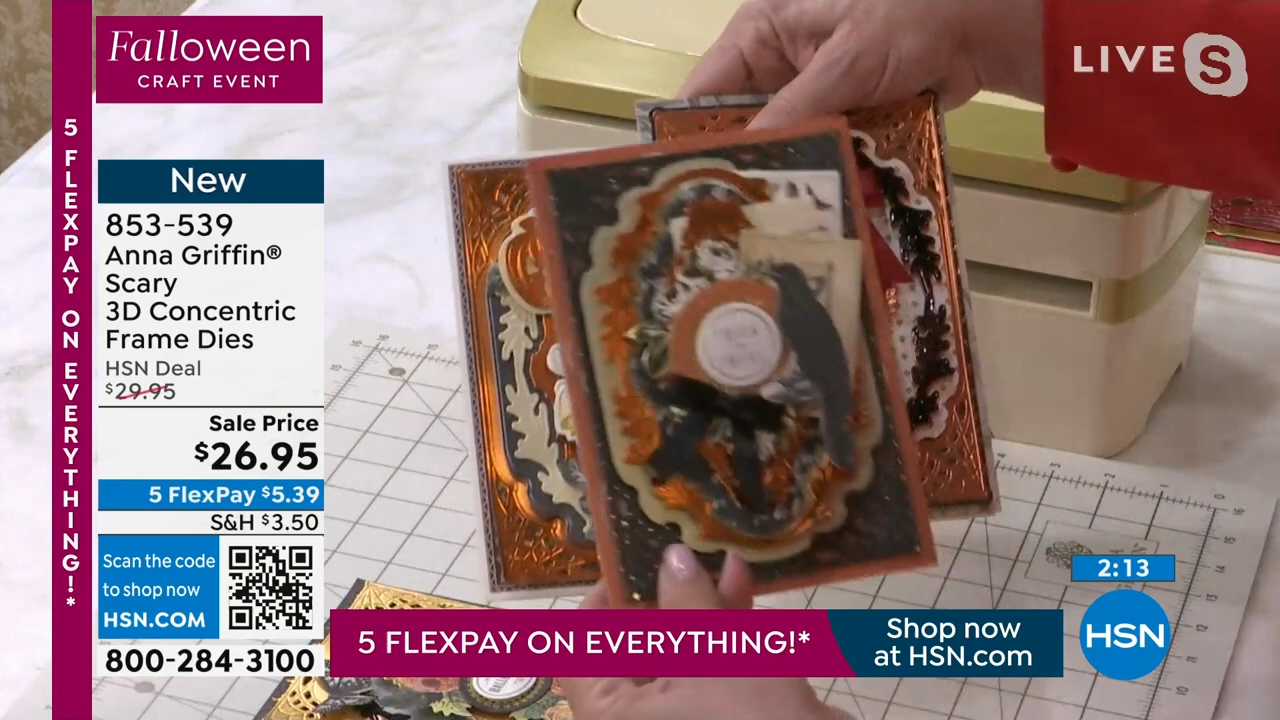 Falloween
CRAFT EVENT
5 FLEXPAY ON EVERYTHING!*
New
853-539
Anna Griffin®
Scary
3D Concentric
Frame Dies
HSN Deal
$29.95
Sale Price
$26.95
5 FlexPay $5.39
S&H $3.50
Scan the code
to shop now
HSN.COM
800-284-3100
LIVE S
5 FLEXPAY ON EVERYTHING!*
Shop now
at HSN.com
2:13
HSN